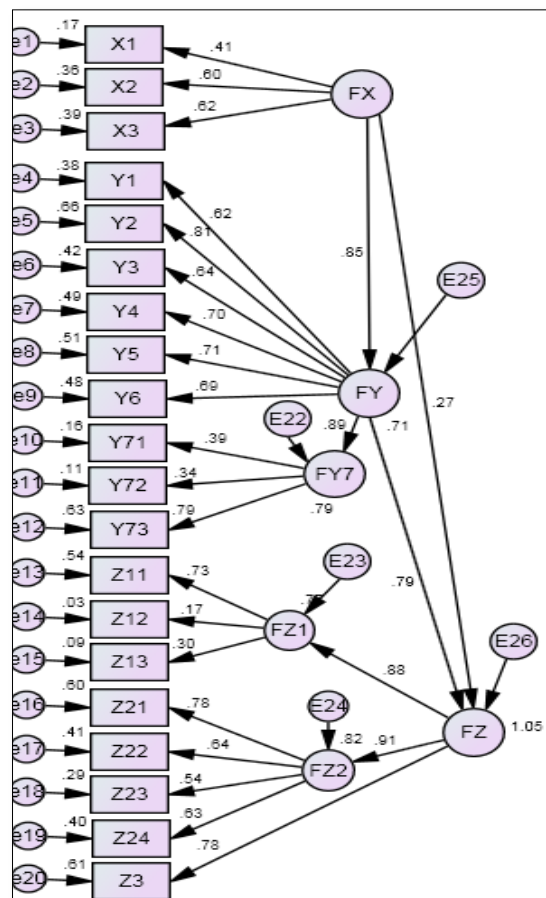 e1 .17 X1 .41
e2 .36 X2 .60 FX
e3 .39 X3 .62
e4 .38 Y1 .62
e5 .66 Y2 .81
e6 .42 Y3 .64 .85
e7 .49 Y4 .70 E25
e8 .51 Y5 .71
e9 .48 Y6 .69 FY .27
e10 .16 Y71 .39 E22 .89 .71
e11 .11 Y72 .34 FY7
e12 .63 Y73 .79 .79
e13 .54 Z11 .73 E23 .79
e14 .03 Z12 .17 FZ1
e15 .09 Z13 .30 E26
e16 .60 Z21 .78 .88
e17 .41 Z22 .64 E24 .82 .91 FZ 1.05
e18 .29 Z23 .54 FZ2
e19 .40 Z24 .63
e20 .61 Z3 .78